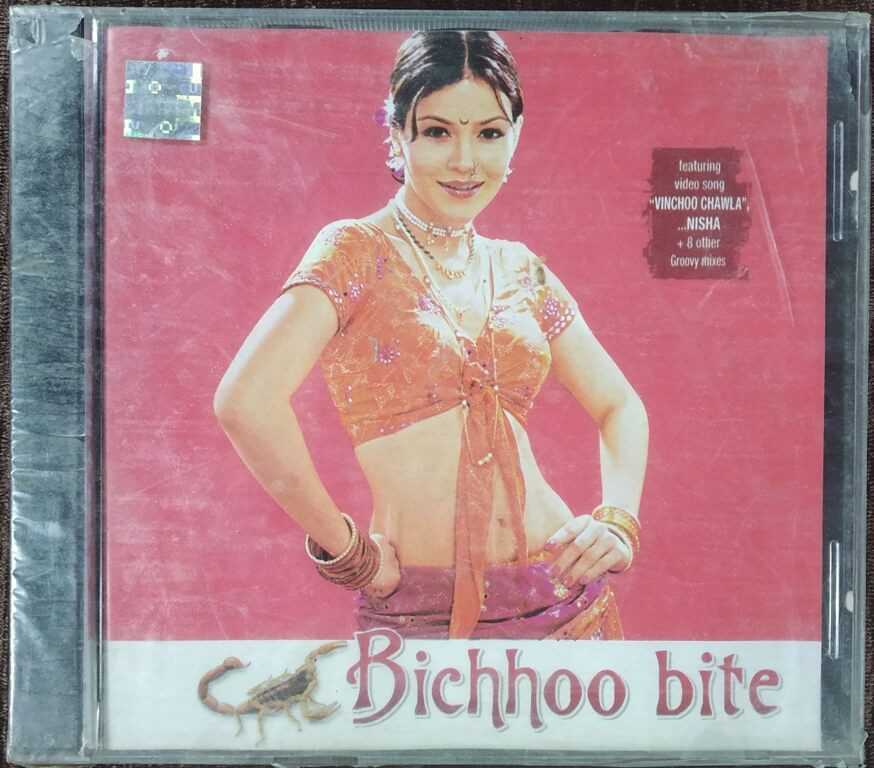 featuring
video song
"VINCHOO CHAWLA",
...NISHA
+ 8 other
Groovy mixes
Bichhoo bite